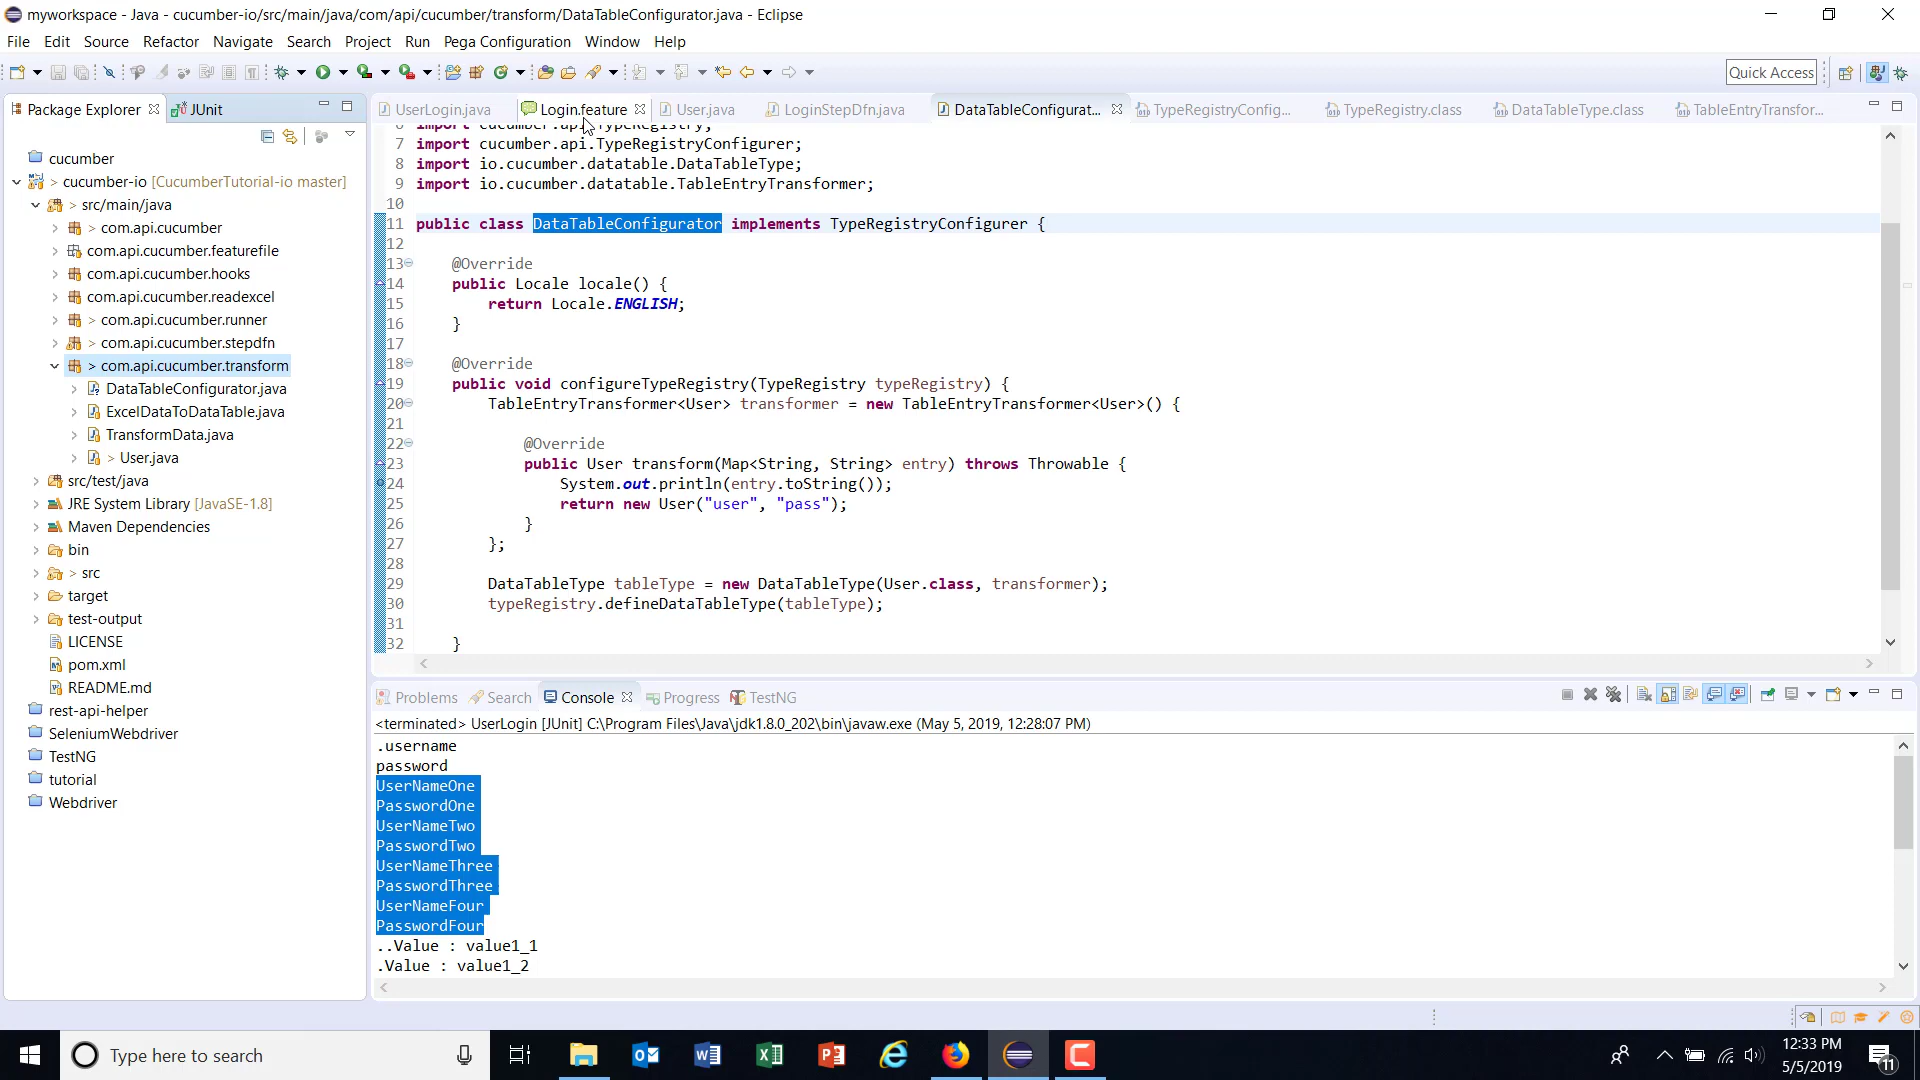 myworkspace - Java - cucumber-io/src/main/java/com/api/cucumber/transform/DataTableConfigurator.java - Eclipse
File Edit Source Refactor Navigate Search Project Run Pega Configuration Window Help
Quick Access
Package Explorer JUnit
UserLogin.java Login.feature User.java LoginStepDfn.java DataTableConfigurat... TypeRegistryConfig... TypeRegistry.class DataTableType.class TableEntryTransfor...
cucumber
> cucumber-io [CucumberTutorial-io master]
> src/main/java
> com.api.cucumber
com.api.cucumber.featurefile
> com.api.cucumber.hooks
com.api.cucumber.readexcel
> com.api.cucumber.runner
> com.api.cucumber.stepdfn
> com.api.cucumber.transform
DataTableConfigurator.java
ExcelDataToDataTable.java
TransformData.java
> User.java
src/test/java
JRE System Library [JavaSE-1.8]
Maven Dependencies
bin
> src
target
test-output
LICENSE
pom.xml
README.md
rest-api-helper
SeleniumWebdriver
TestNG
tutorial
Webdriver
6 import cucumber.api.TypeRegistry;
7 import cucumber.api.TypeRegistryConfigurer;
8 import io.cucumber.datatable.DataTableType;
9 import io.cucumber.datatable.TableEntryTransformer;
10
11 public class DataTableConfigurator implements TypeRegistryConfigurer {
12
13 @Override
14 public Locale locale() {
15 return Locale.ENGLISH;
16 }
17
18 @Override
19 public void configureTypeRegistry(TypeRegistry typeRegistry) {
20 TableEntryTransformer<User> transformer = new TableEntryTransformer<User>() {
21
22 @Override
23 public User transform(Map<String, String> entry) throws Throwable {
24 System.out.println(entry.toString());
25 return new User("user", "pass");
26 }
27 };
28
29 DataTableType tableType = new DataTableType(User.class, transformer);
30 typeRegistry.defineDataTableType(tableType);
31
32 }
Problems Search Console Progress TestNG
<terminated> UserLogin [JUnit] C:\Program Files\Java\jdk1.8.0_202\bin\javaw.exe (May 5, 2019, 12:28:07 PM)
.username
password
UserNameOne
PasswordOne
UserNameTwo
PasswordTwo
UserNameThree
PasswordThree
UserNameFour
PasswordFour
..Value : value1_1
.Value : value1_2
Type here to search
12:33 PM
5/5/2019
11